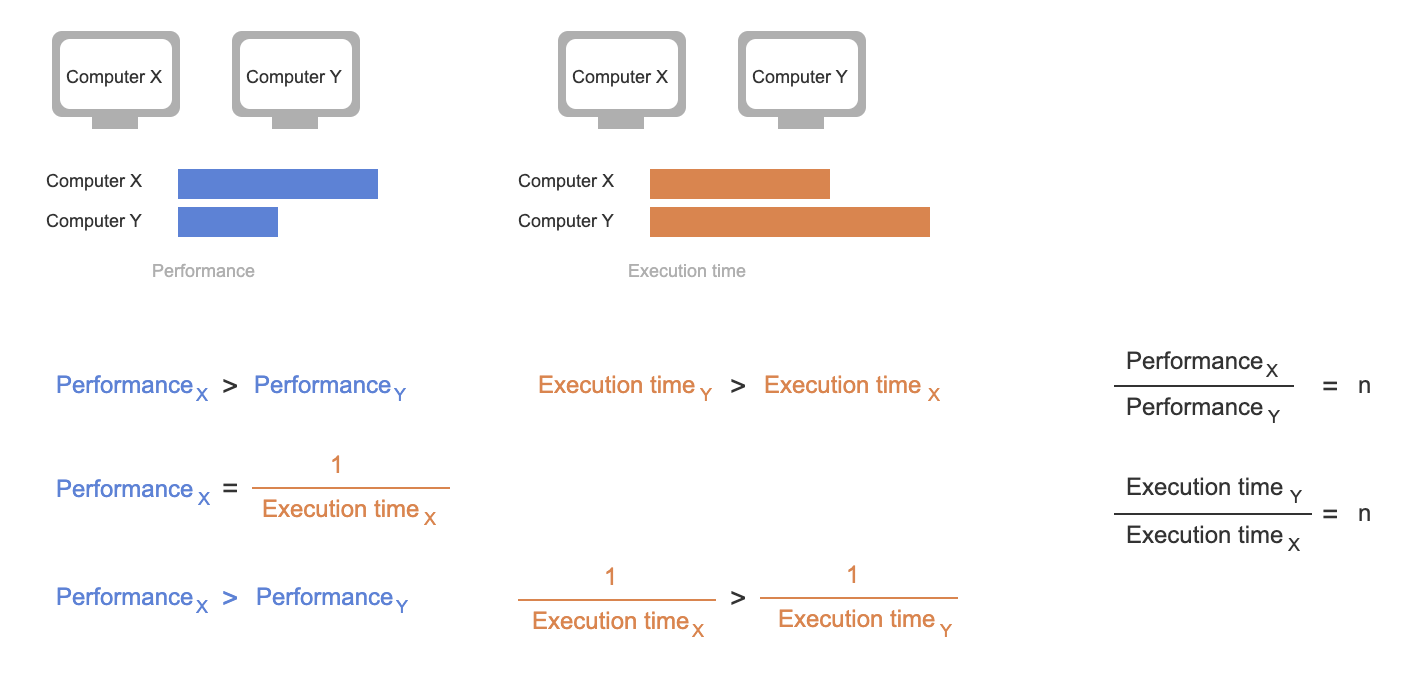 Computer X
Computer Y
Computer X
Computer Y
Computer X
Computer Y
Performance
Computer X
Computer Y
Execution time
Performance X > Performance Y
Execution time Y > Execution time X
Performance X = 1
Execution time X
Performance X > Performance Y
1
Execution time X
>
1
Execution time Y
Performance X
Performance Y
= n
Execution time Y
Execution time X
= n